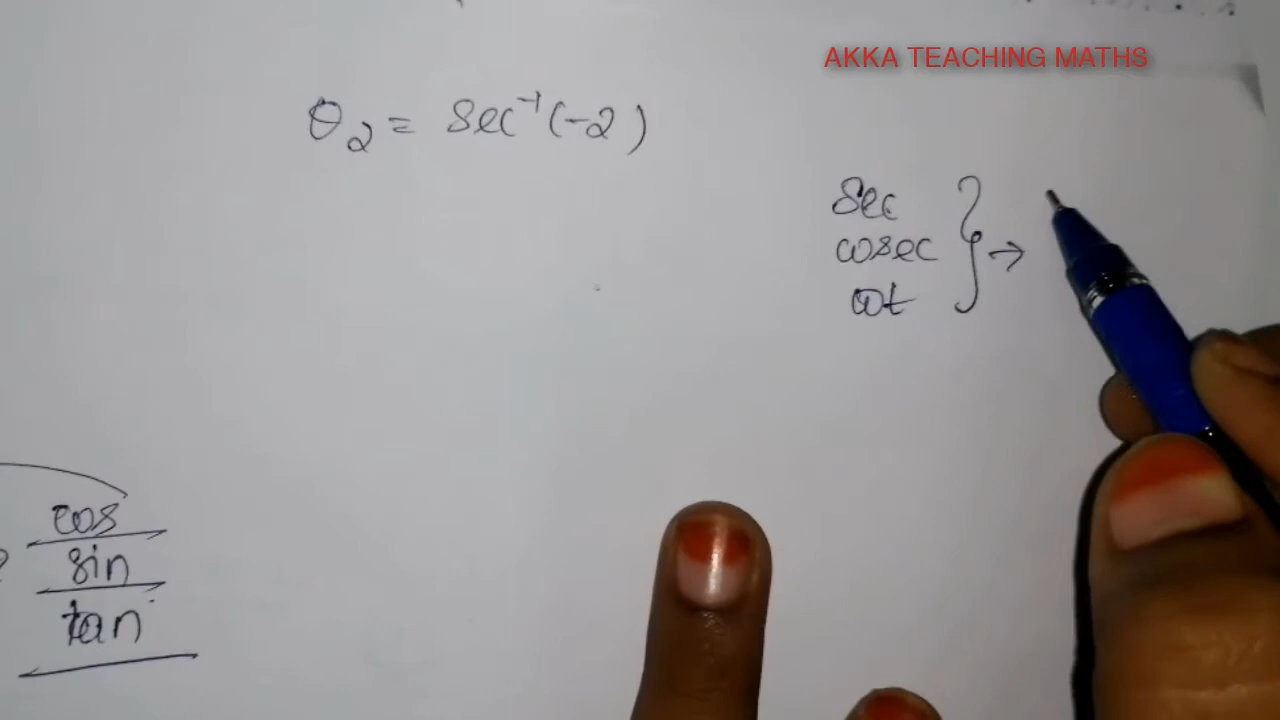 AKKA TEACHING MATHS
θ₂ = sec⁻¹(-2)
sec
cosec
cot
} →
cos
sin
tan